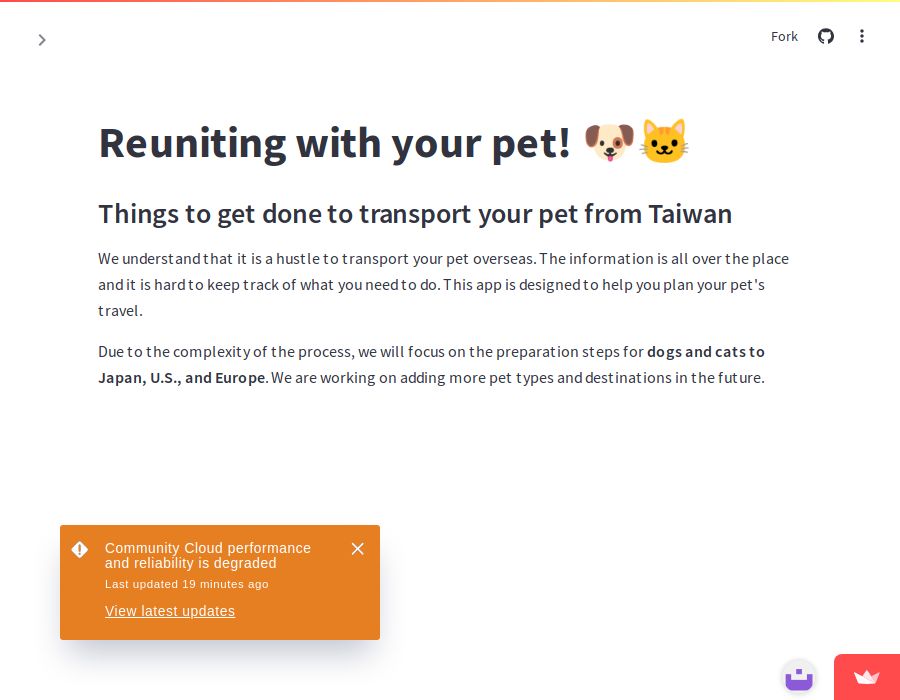 Fork
Reuniting with your pet! 🐶🐱
Things to get done to transport your pet from Taiwan
We understand that it is a hustle to transport your pet overseas. The information is all over the place
and it is hard to keep track of what you need to do. This app is designed to help you plan your pet's
travel.
Due to the complexity of the process, we will focus on the preparation steps for dogs and cats to
Japan, U.S., and Europe. We are working on adding more pet types and destinations in the future.
Community Cloud performance
and reliability is degraded
Last updated 19 minutes ago
View latest updates